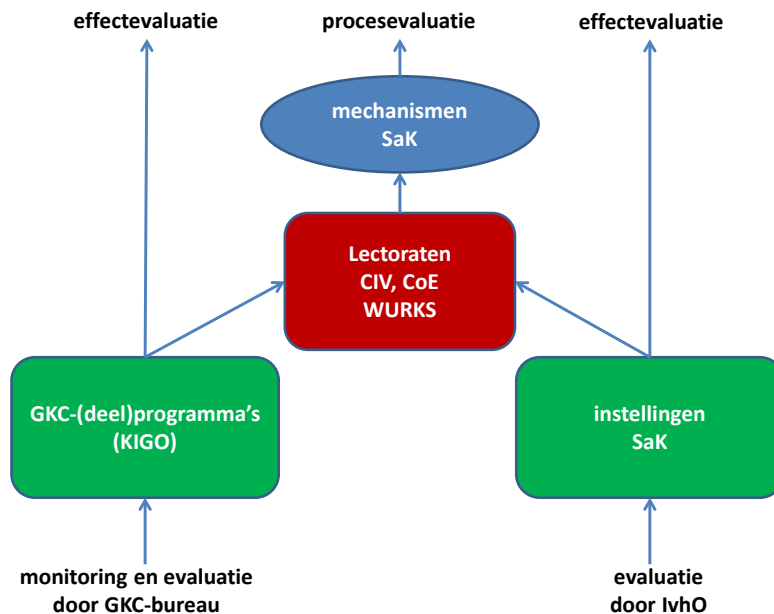 effectevaluatie
procesevaluatie
effectevaluatie
mechanismen
SaK
Lectoraten
CIV, CoE
WURKS
GKC-(deel)programma's
(KIGO)
instellingen
SaK
monitoring en evaluatie
door GKC-bureau
evaluatie
door IvhO